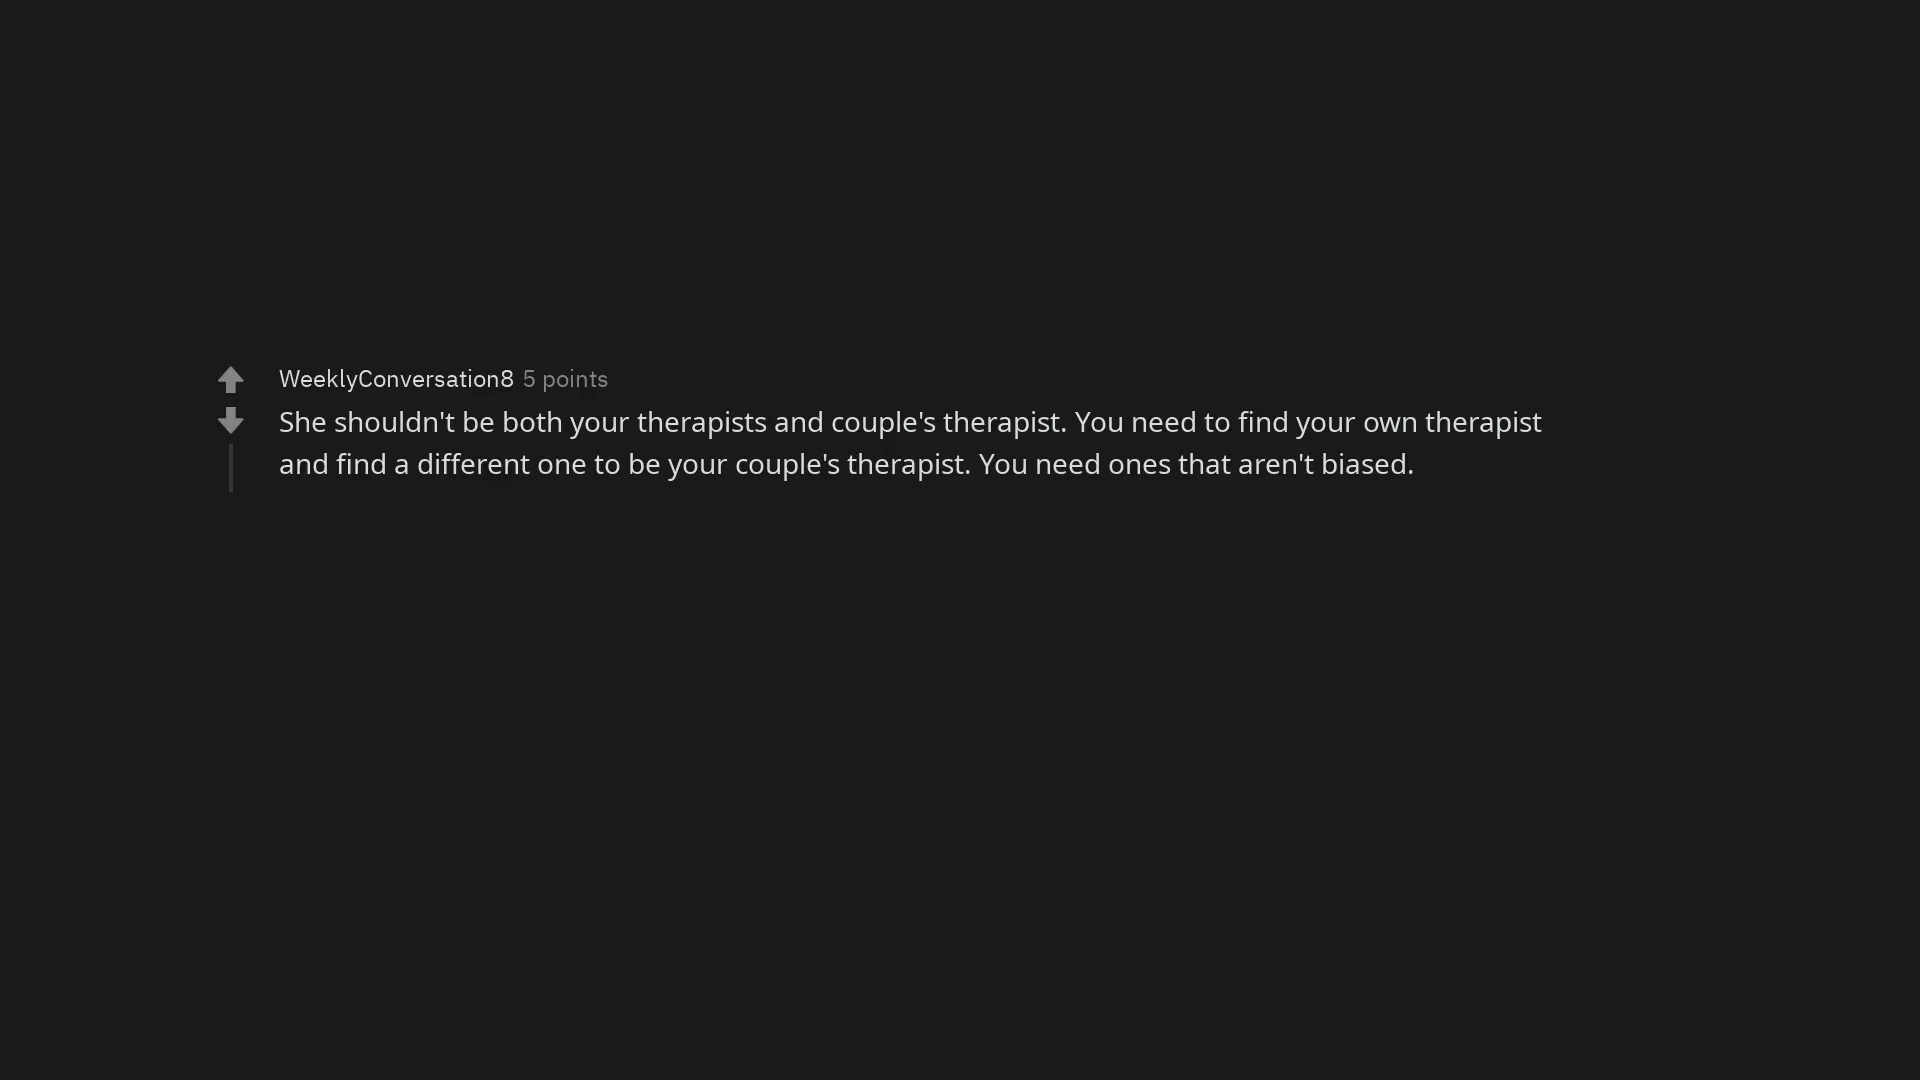 WeeklyConversation8 5 points
She shouldn't be both your therapists and couple's therapist. You need to find your own therapist
and find a different one to be your couple's therapist. You need ones that aren't biased.